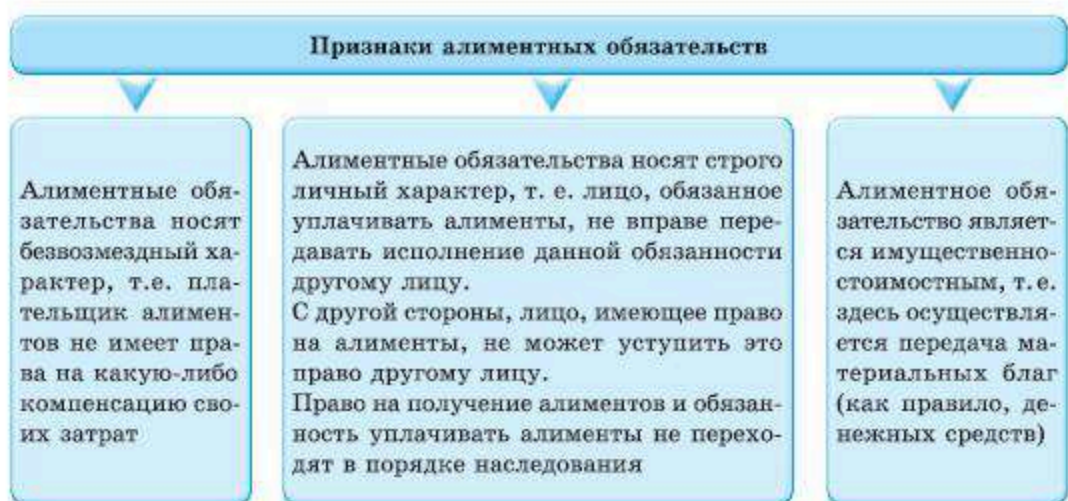 Признаки алиментных обязательств
Алиментные обя-
зательства носят
безвозмездный ха-
рактер, т.е. пла-
тельщик алимен-
тов не имеет пра-
ва на какую-либо
компенсацию сво-
их затрат
Алиментные обязательства носят строго
личный характер, т. е. лицо, обязанное
уплачивать алименты, не вправе пере-
давать исполнение данной обязанности
другому лицу.
С другой стороны, лицо, имеющее право
на алименты, не может уступить это
право другому лицу.
Право на получение алиментов и обязан-
ность уплачивать алименты не перехо-
дят в порядке наследования
Алиментное обя-
зательство являет-
ся имущественно-
стоимостным, т.е.
здесь осуществля-
ется передача ма-
териальных благ
(как правило, де-
нежных средств)